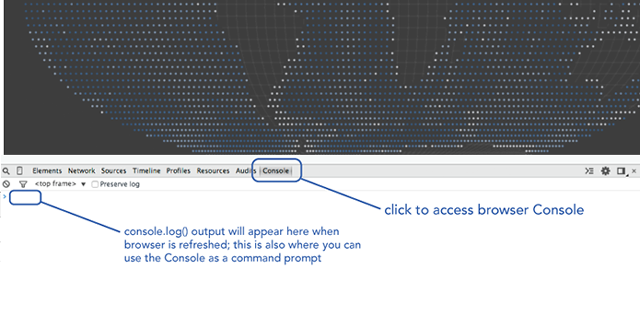 Elements Network Sources Timeline Profiles Resources Audits Console
<top frame> ▼ Preserve log
click to access browser Console
console.log() output will appear here when
browser is refreshed; this is also where you can
use the Console as a command prompt